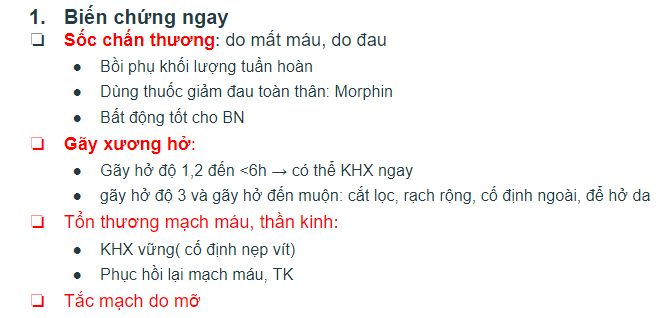 1. Biến chứng ngay
❏ Sốc chấn thương: do mất máu, do đau
● Bồi phụ khối lượng tuần hoàn
● Dùng thuốc giảm đau toàn thân: Morphin
● Bất động tốt cho BN
❏ Gãy xương hở:
● Gãy hở độ 1,2 đến <6h → có thể KHX ngay
● gãy hở độ 3 và gãy hở đến muộn: cắt lọc, rạch rộng, cố định ngoài, để hở da
❏ Tổn thương mạch máu, thần kinh:
● KHX vững( cố định nẹp vít)
● Phục hồi lại mạch máu, TK
❏ Tắc mạch do mỡ